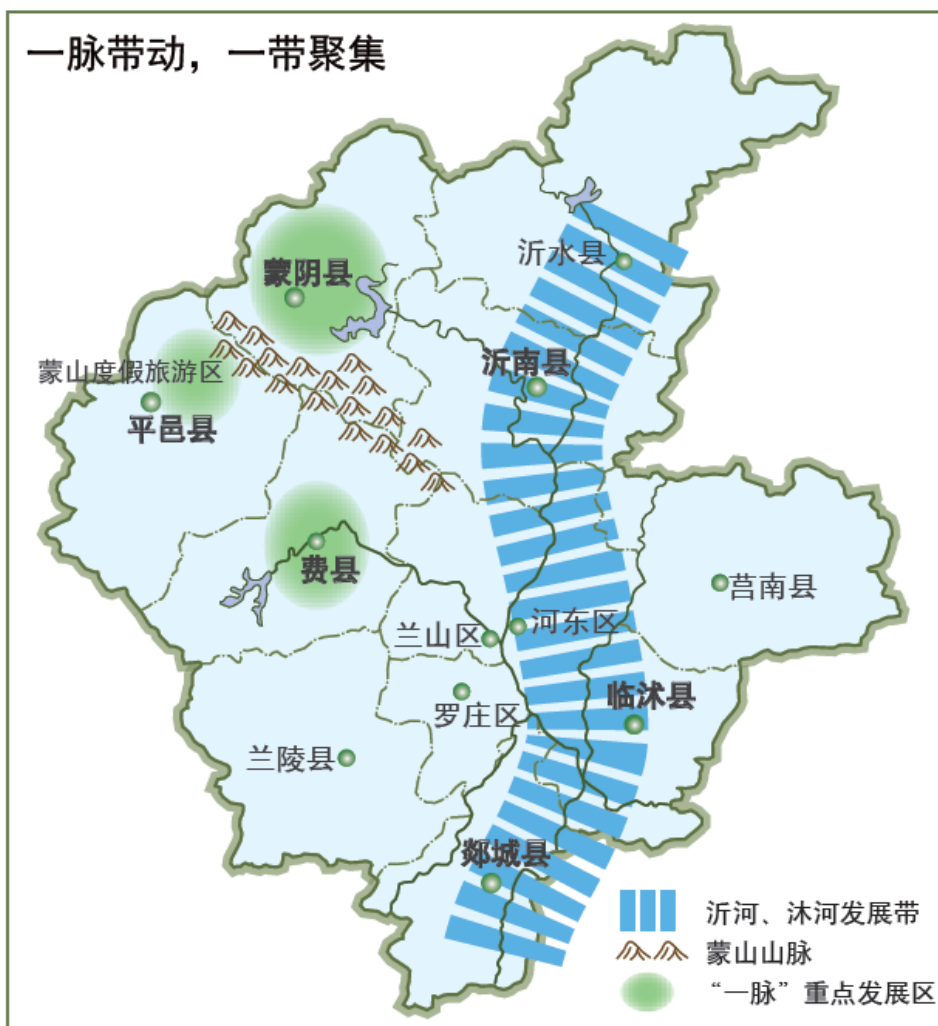 一脉带动，一带聚集
沂水县
蒙阴县
沂南县
蒙山度假旅游区
平邑县
费县
莒南县
兰山区
河东区
罗庄区
临沭县
兰陵县
郯城县
沂河、沐河发展带
蒙山山脉
“一脉”重点发展区